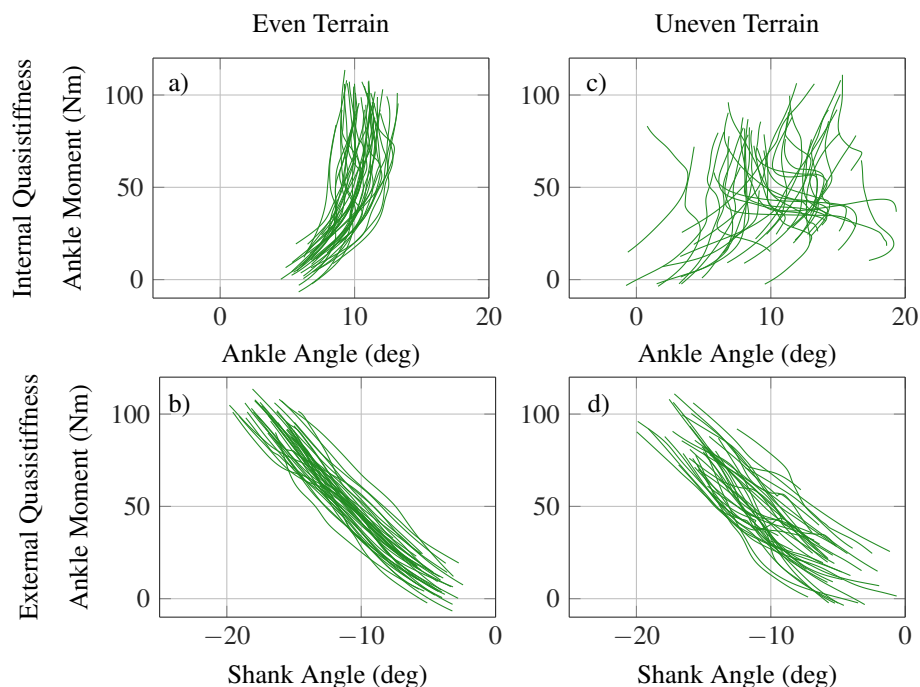 Even Terrain
Uneven Terrain
Internal Quasistiffness
Ankle Moment (Nm)
a)
100
50
0
0
10
20
Ankle Angle (deg)
c)
100
50
0
0
10
20
Ankle Angle (deg)
External Quasistiffness
Ankle Moment (Nm)
b)
100
50
0
−20
−10
0
Shank Angle (deg)
d)
100
50
0
−20
−10
0
Shank Angle (deg)